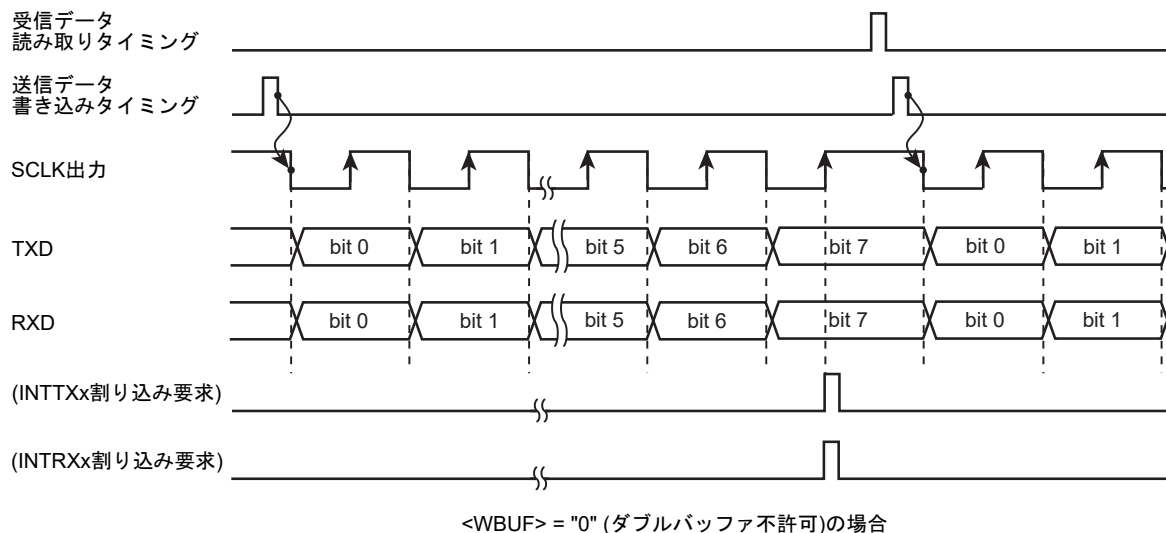 受信データ
読み取りタイミング
送信データ
書き込みタイミング
SCLK出力
TXD
bit 0
bit 1
bit 5
bit 6
bit 7
bit 0
bit 1
RXD
bit 0
bit 1
bit 5
bit 6
bit 7
bit 0
bit 1
(INTTXx割り込み要求)
(INTRXx割り込み要求)
<WBUF> = "0" (ダブルバッファ不許可)の場合